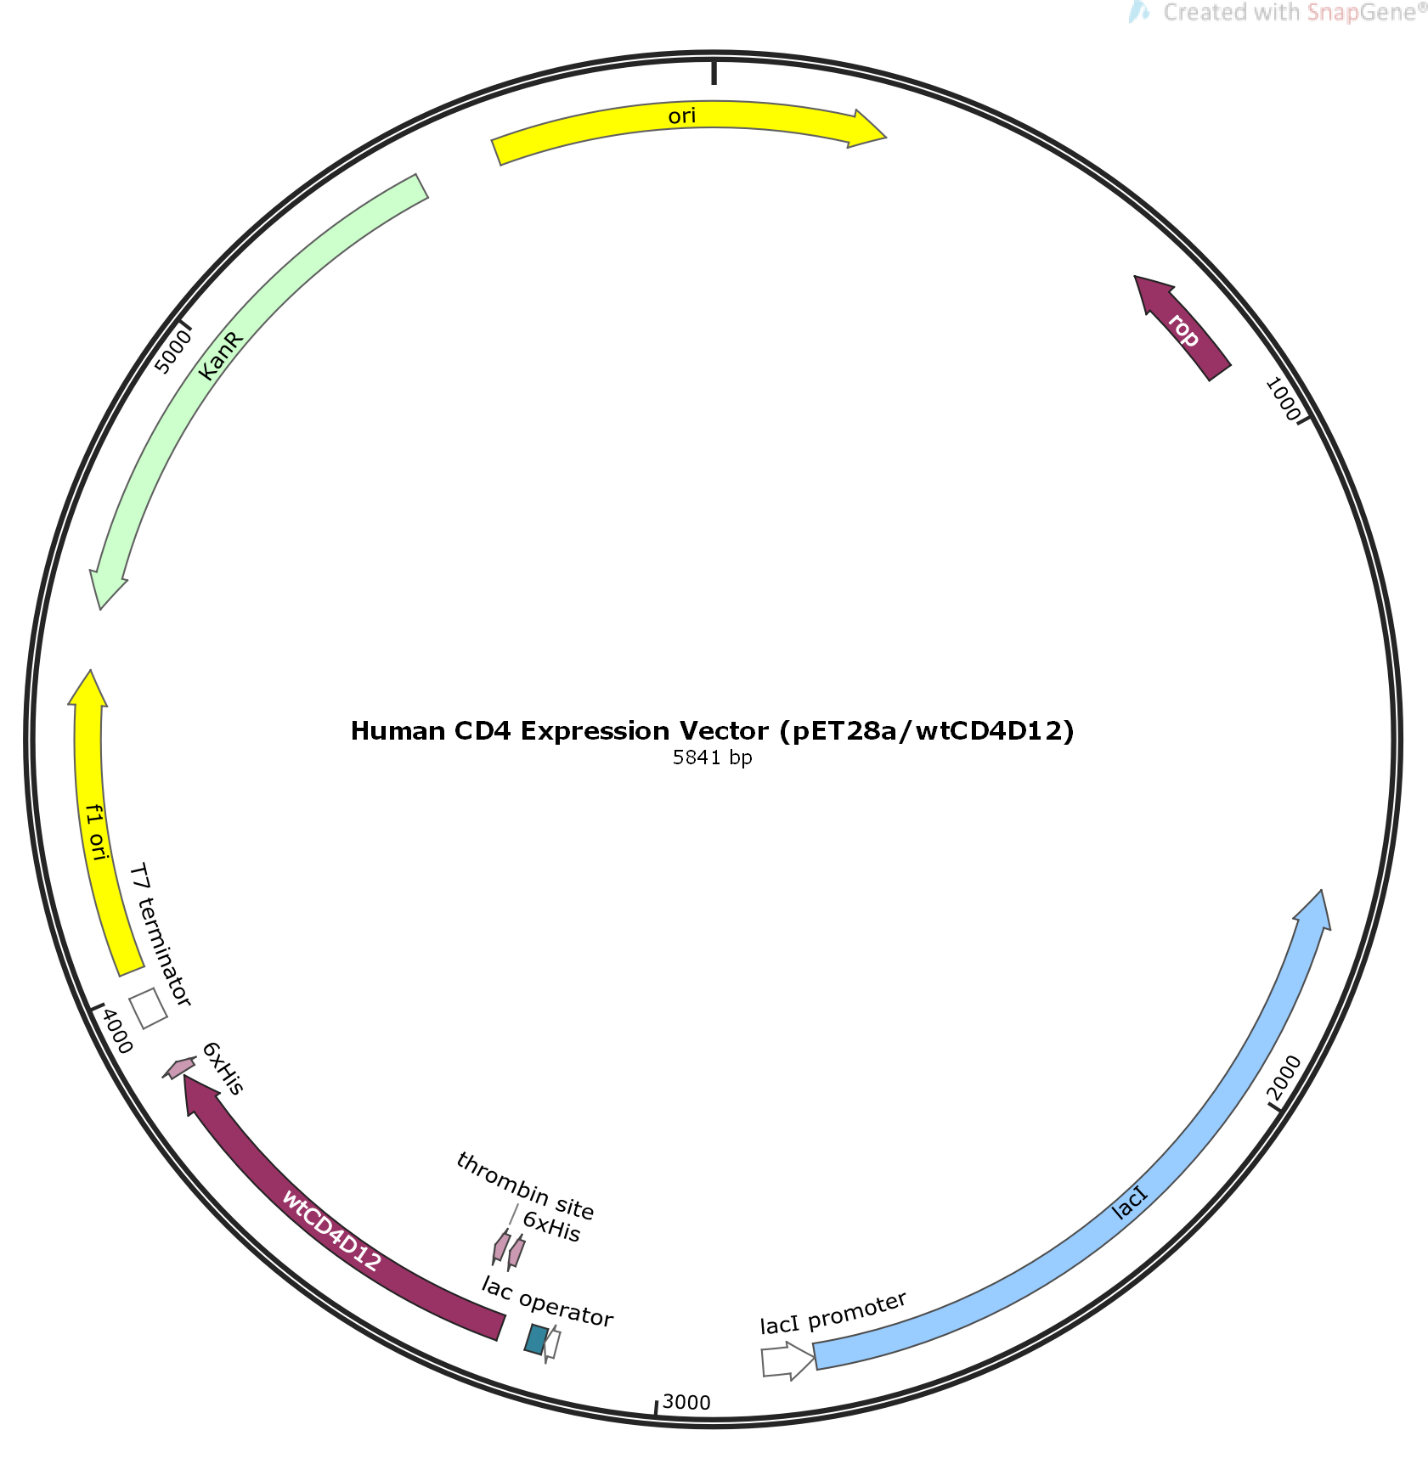 Created with SnapGene®
ori
rop
1000
KanR
5000
Human CD4 Expression Vector (pET28a/wtCD4D12)
5841 bp
f1 ori
T7 terminator
4000
6xHis
wtCD4D12
thrombin site
6xHis
lac operator
lacI promoter
lacI
2000
3000